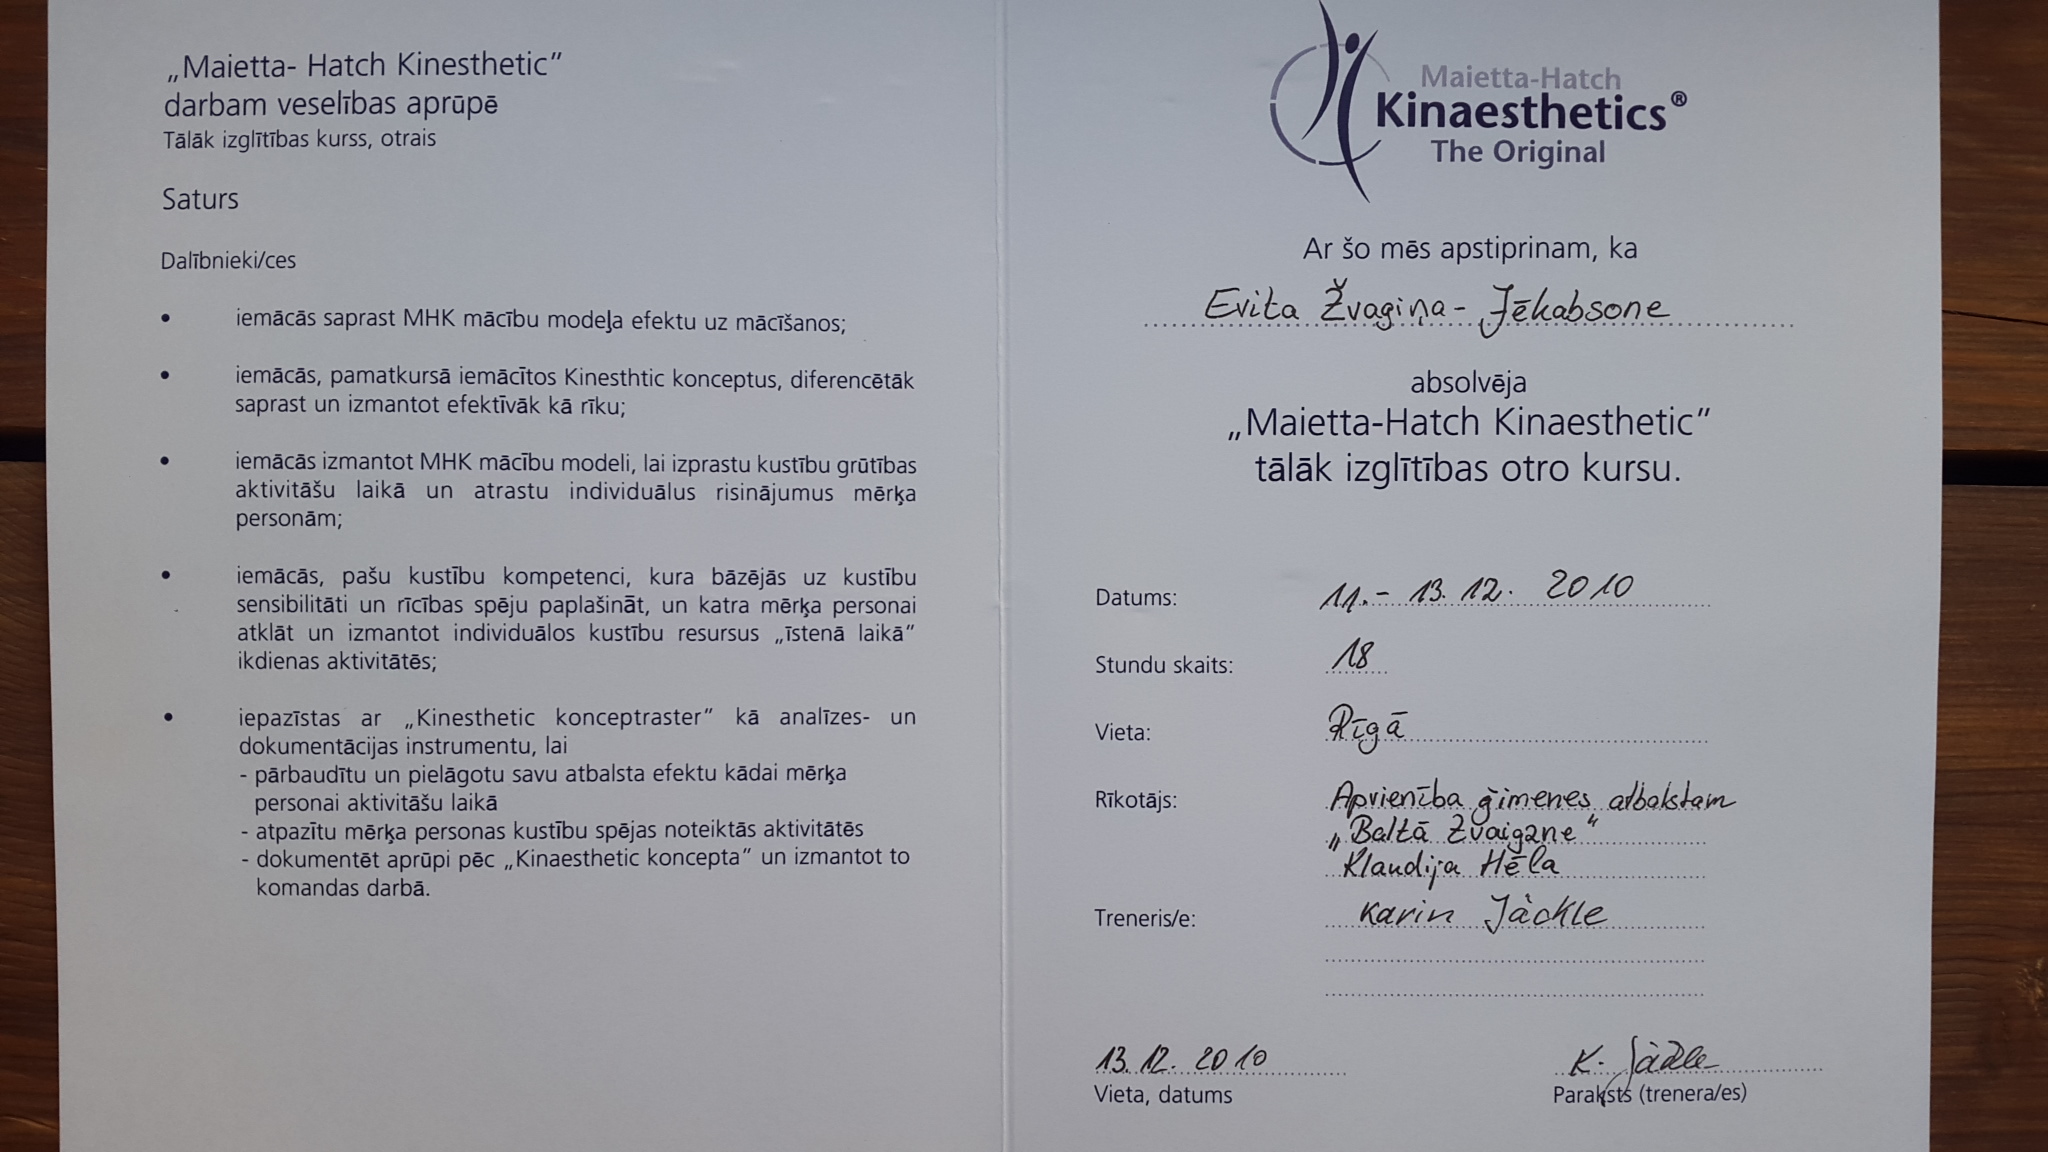 „Maietta- Hatch Kinesthetic”
darbam veselības aprūpē
Tālāk izglītības kurss, otrais
Saturs
Dalībnieki/ces
• iemācās saprast MHK mācību modeļa efektu uz mācīšanos;
• iemācās, pamatkursā iemācītos Kinesthtic konceptus, diferencētāk
saprast un izmantot efektīvāk kā rīku;
• iemācās izmantot MHK mācību modeli, lai izprastu kustību grūtības
aktivitāšu laikā un atrastu individuālus risinājumus mērķa
personām;
• iemācās, pašu kustību kompetenci, kura bāzējās uz kustību
sensibilitāti un rīcības spēju paplašināt, un katra mērķa personai
atklāt un izmantot individuālos kustību resursus „īstenā laikā”
ikdienas aktivitātēs;
• iepazīstas ar „Kinesthetic konceptraster” kā analīzes- un
dokumentācijas instrumentu, lai
- pārbaudītu un pielāgotu savu atbalsta efektu kādai mērķa
personai aktivitāšu laikā
- atpazītu mērķa personas kustību spējas noteiktās aktivitātēs
- dokumentēt aprūpi pēc „Kinaesthetic koncepta” un izmantot to
komandas darbā.
Maietta-Hatch
Kinaesthetics®
The Original
Ar šo mēs apstiprinam, ka
Evita Žvagiņa - Jēkabsone
absolvēja
„Maietta-Hatch Kinaesthetic”
tālāk izglītības otro kursu.
Datums: 11.- 13. 12. 2010
Stundu skaits: 18
Vieta: Rīgā
Rīkotājs: Apvienība ģimenes atbalstam
„Baltā Zvaigzne“
Klaudija Hēla
Treneris/e: Karin Jäckle
13. 12. 2010
Vieta, datums
K. Jäckle
Paraksts (trenera/es)